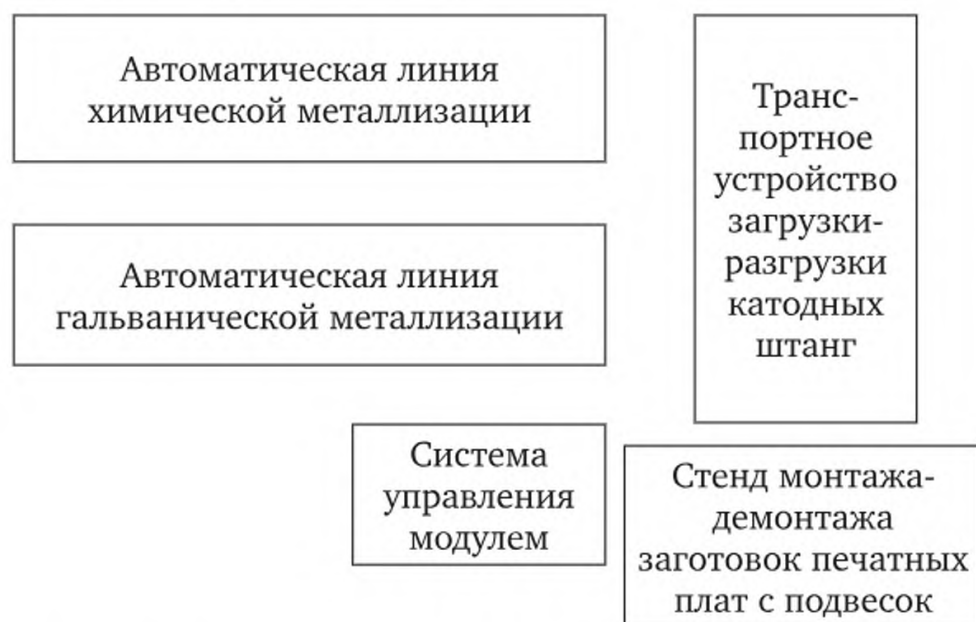 Автоматическая линия
химической металлизации
Транс-
портное
устройство
загрузки-
разгрузки
катодных
штанг
Автоматическая линия
гальванической металлизации
Система
управления
модулем
Стенд монтажа-
демонтажа
заготовок печатных
плат с подвесок